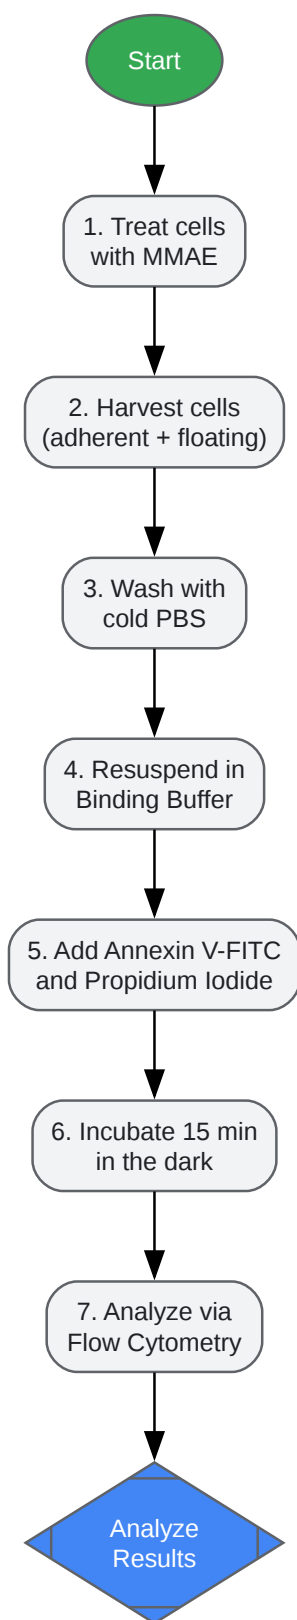 Start
1. Treat cells
with MMAE
2. Harvest cells
(adherent + floating)
3. Wash with
cold PBS
4. Resuspend in
Binding Buffer
5. Add Annexin V-FITC
and Propidium Iodide
6. Incubate 15 min
in the dark
7. Analyze via
Flow Cytometry
Analyze
Results